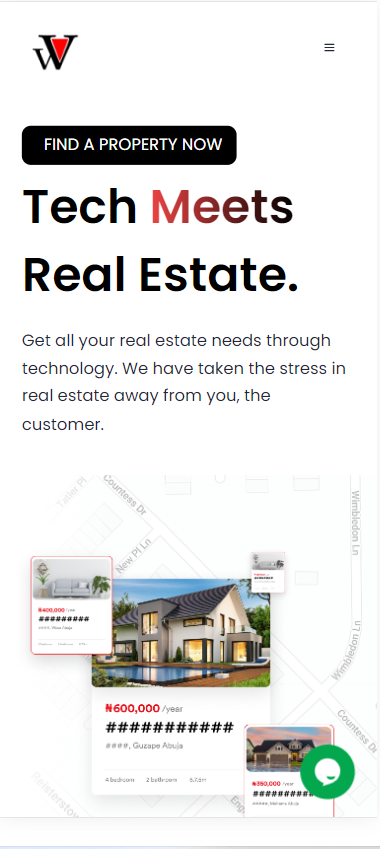 W
FIND A PROPERTY NOW
Tech Meets
Real Estate.
Get all your real estate needs through
technology. We have taken the stress in
real estate away from you, the
customer.
Countess Dr
Wimbledon Ln
New Pl Ln
₦400,000 /year
#########
Wimbledon Ln
₦600,000 /year
###########
####, Guzape Abuja
4 bedroom 2 bathroom
Countess D
₦350,000 /year